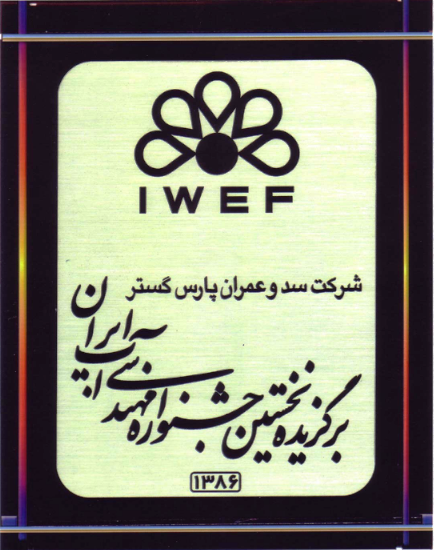 IWEF
شرکت سد و عمران پارس گستر
برگزیده نخستین جشنواره مهندسی آب ایران
۱۳۸۶